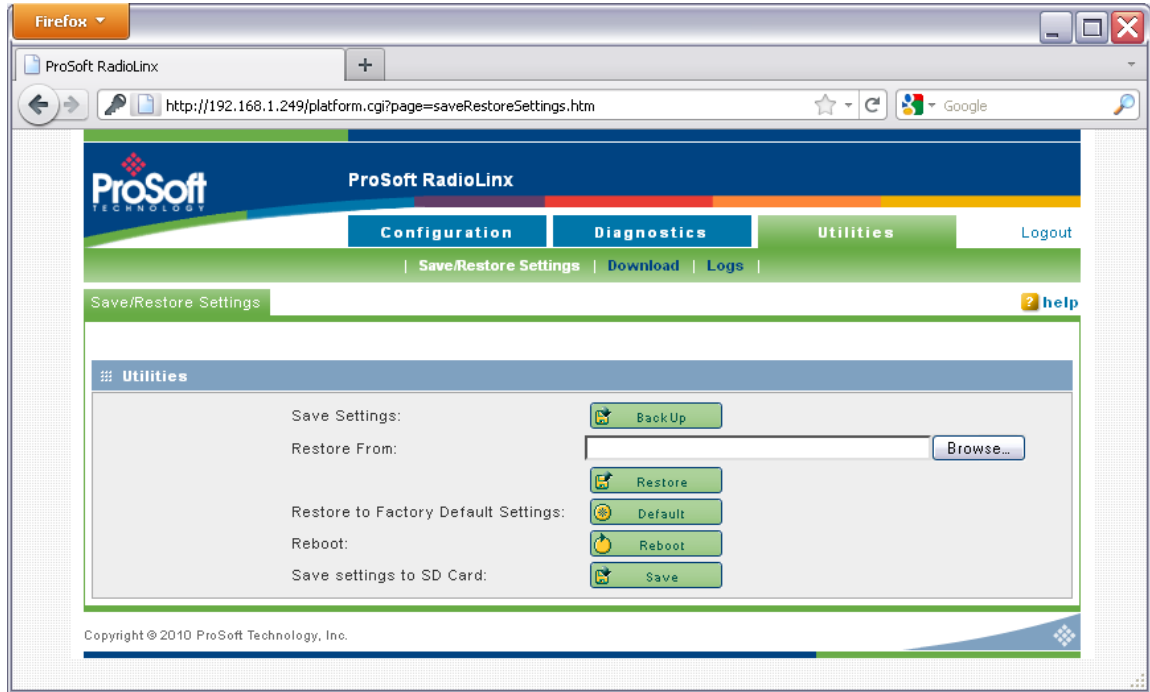 Firefox
ProSoft RadioLinx
http://192.168.1.249/platform.cgi?page=saveRestoreSettings.htm
Google
ProSoft
TECHNOLOGY
ProSoft RadioLinx
Configuration Diagnostics Utilities Logout
| Save/Restore Settings | Download | Logs |
Save/Restore Settings
? help
Utilities
Save Settings: BackUp
Restore From: Browse...
Restore
Restore to Factory Default Settings: Default
Reboot: Reboot
Save settings to SD Card: Save
Copyright © 2010 ProSoft Technology, Inc.